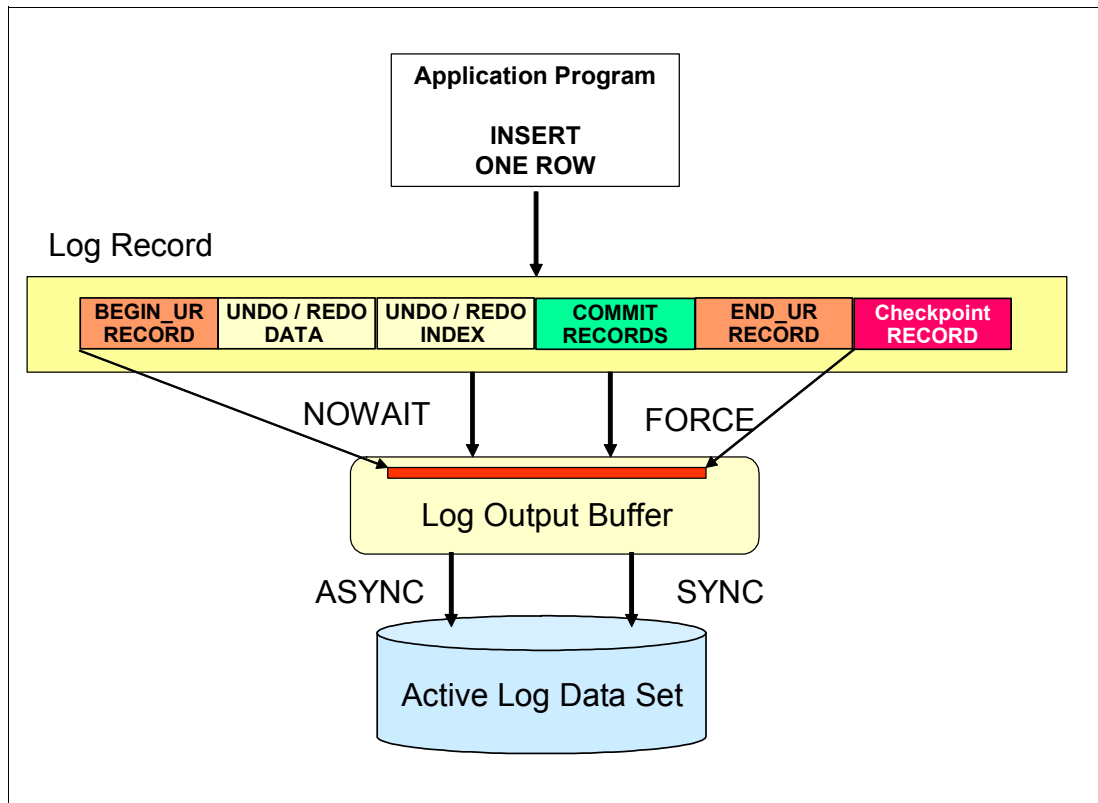 Application Program
INSERT
ONE ROW
Log Record
BEGIN_UR
RECORD
UNDO / REDO
DATA
UNDO / REDO
INDEX
COMMIT
RECORDS
END_UR
RECORD
Checkpoint
RECORD
NOWAIT
FORCE
Log Output Buffer
ASYNC
SYNC
Active Log Data Set